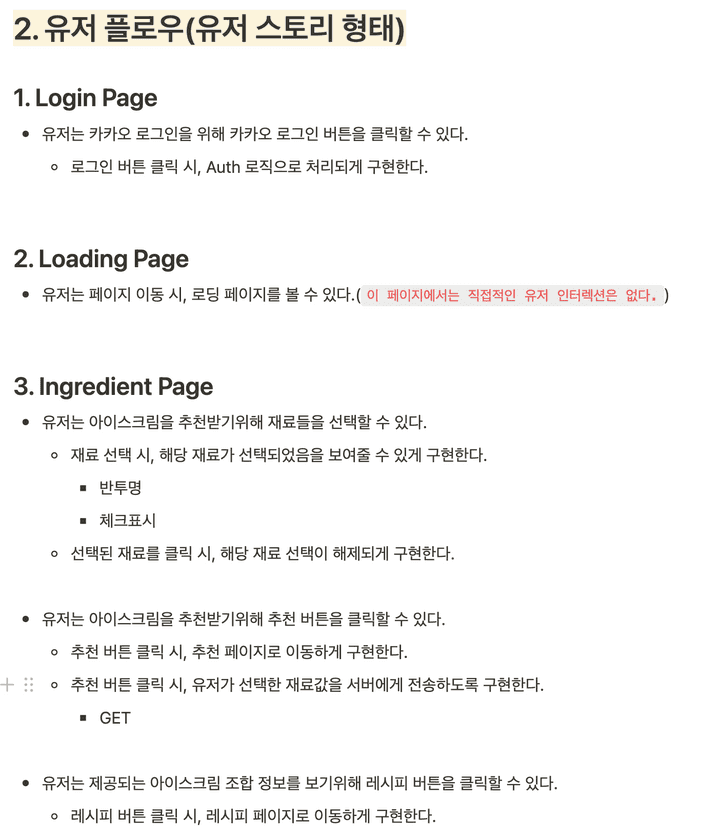 2. 유저 플로우(유저 스토리 형태)
1. Login Page
유저는 카카오 로그인을 위해 카카오 로그인 버튼을 클릭할 수 있다.
로그인 버튼 클릭 시, Auth 로직으로 처리되게 구현한다.
2. Loading Page
유저는 페이지 이동 시, 로딩 페이지를 볼 수 있다.( 이 페이지에서는 직접적인 유저 인터렉션은 없다. )
3. Ingredient Page
유저는 아이스크림을 추천받기위해 재료들을 선택할 수 있다.
재료 선택 시, 해당 재료가 선택되었음을 보여줄 수 있게 구현한다.
반투명
체크표시
선택된 재료를 클릭 시, 해당 재료 선택이 해제되게 구현한다.
유저는 아이스크림을 추천받기위해 추천 버튼을 클릭할 수 있다.
추천 버튼 클릭 시, 추천 페이지로 이동하게 구현한다.
추천 버튼 클릭 시, 유저가 선택한 재료값을 서버에게 전송하도록 구현한다.
GET
유저는 제공되는 아이스크림 조합 정보를 보기위해 레시피 버튼을 클릭할 수 있다.
레시피 버튼 클릭 시, 레시피 페이지로 이동하게 구현한다.